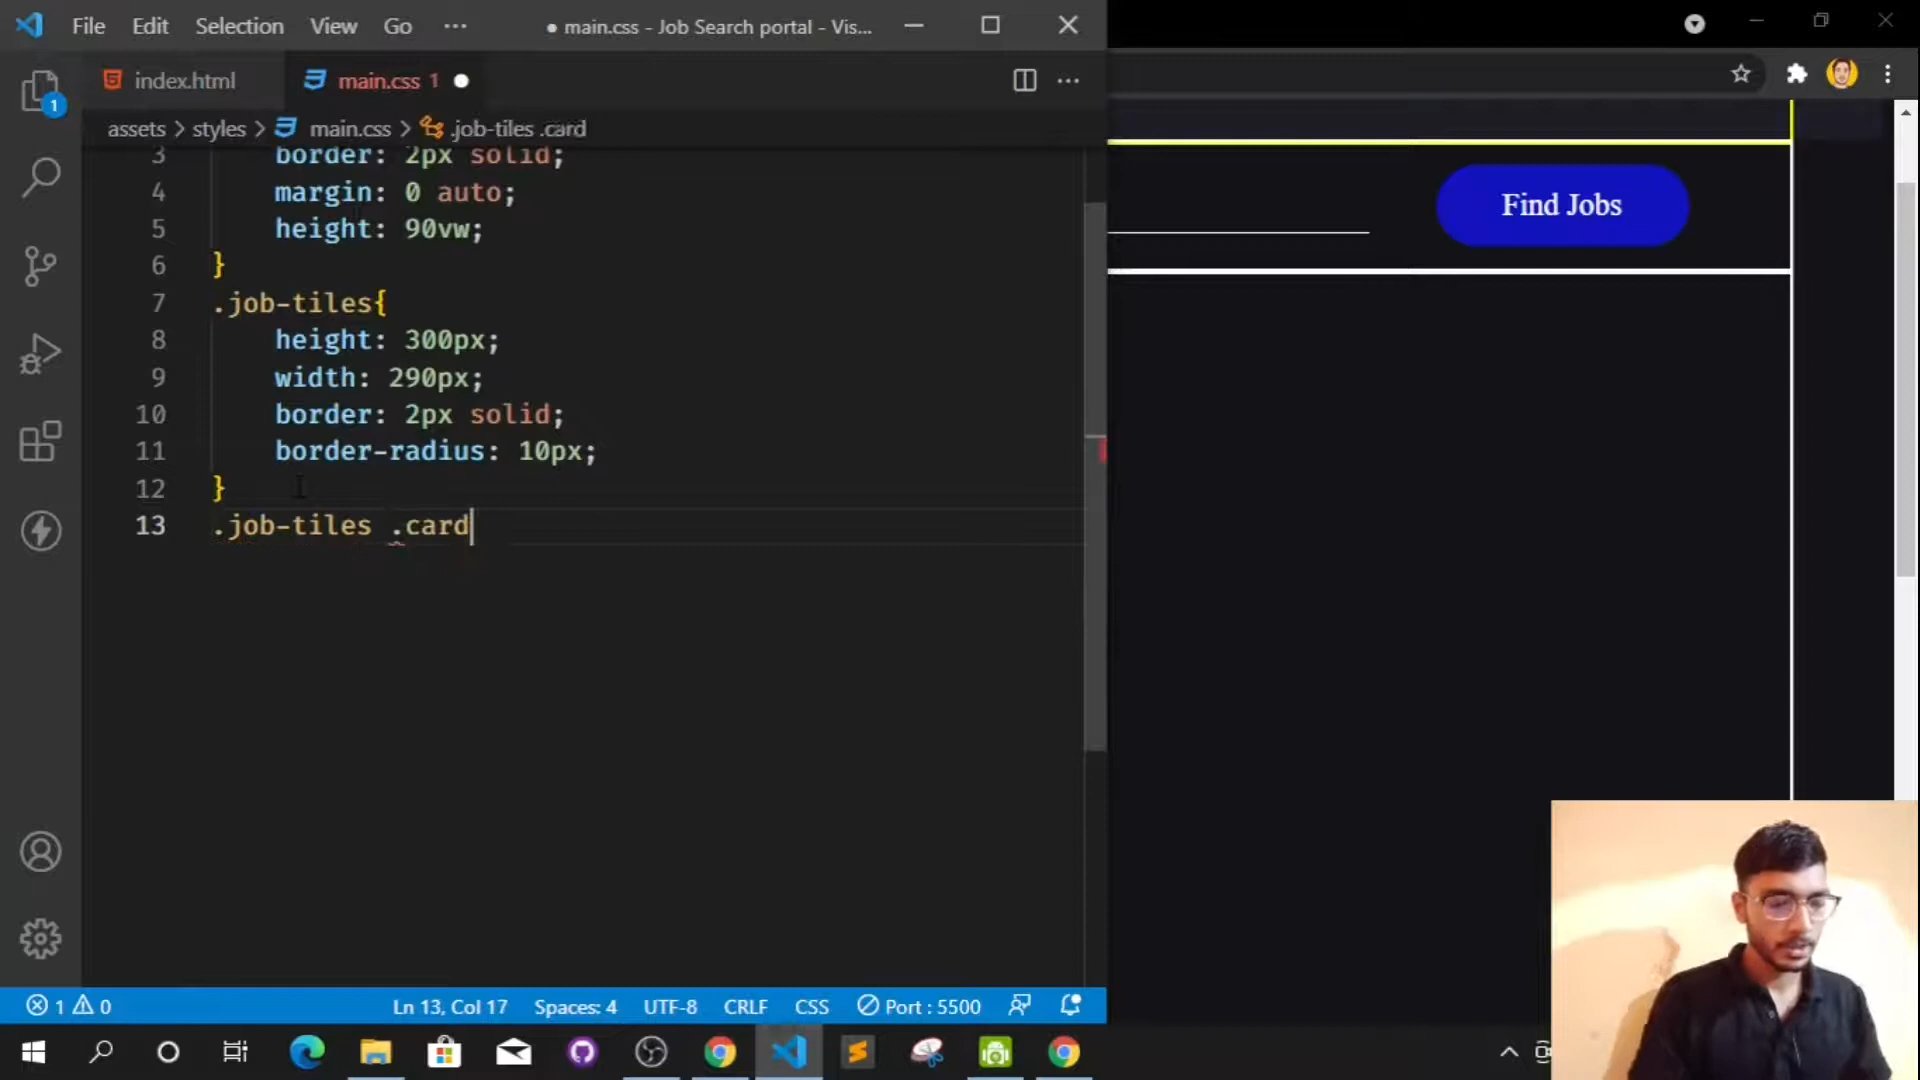 File Edit Selection View Go ··· ● main.css - Job Search portal - Vis...
index.html main.css 1 ●
assets > styles > main.css > .job-tiles .card
3 border: 2px solid;
4 margin: 0 auto;
5 height: 90vw;
6 }
7 .job-tiles{
8 height: 300px;
9 width: 290px;
10 border: 2px solid;
11 border-radius: 10px;
12 }
13 .job-tiles .card
1
Find Jobs
1 0 Ln 13, Col 17 Spaces: 4 UTF-8 CRLF CSS Port : 5500